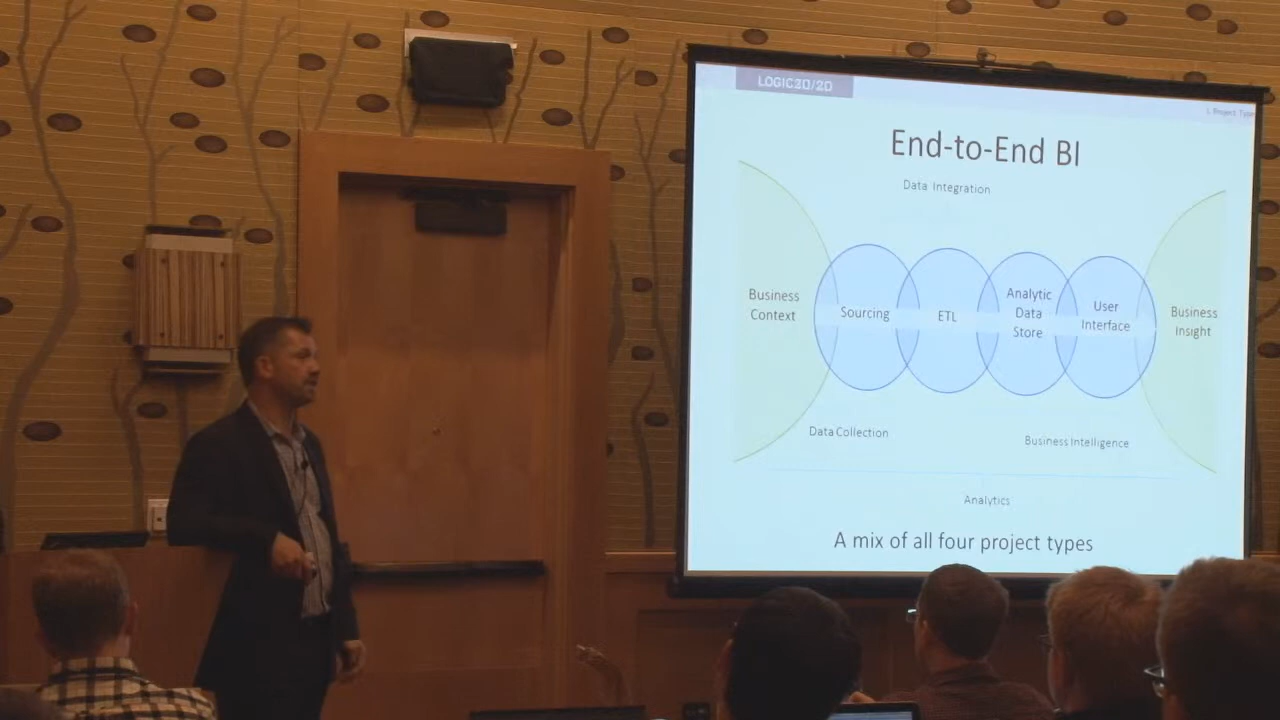 LOGIC20/20
End-to-End BI
Data Integration
Business
Context
Sourcing
ETL
Analytic
Data
Store
User
Interface
Business
Insight
Data Collection
Business Intelligence
Analytics
A mix of all four project types